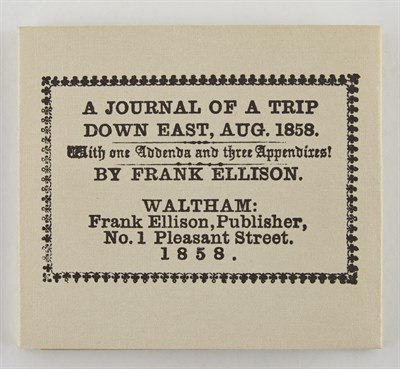 A JOURNAL OF A TRIP
DOWN EAST, AUG. 1858.
With one Addenda and three Appendixes!
BY FRANK ELLISON.
WALTHAM:
Frank Ellison, Publisher,
No. 1 Pleasant Street.
1858.